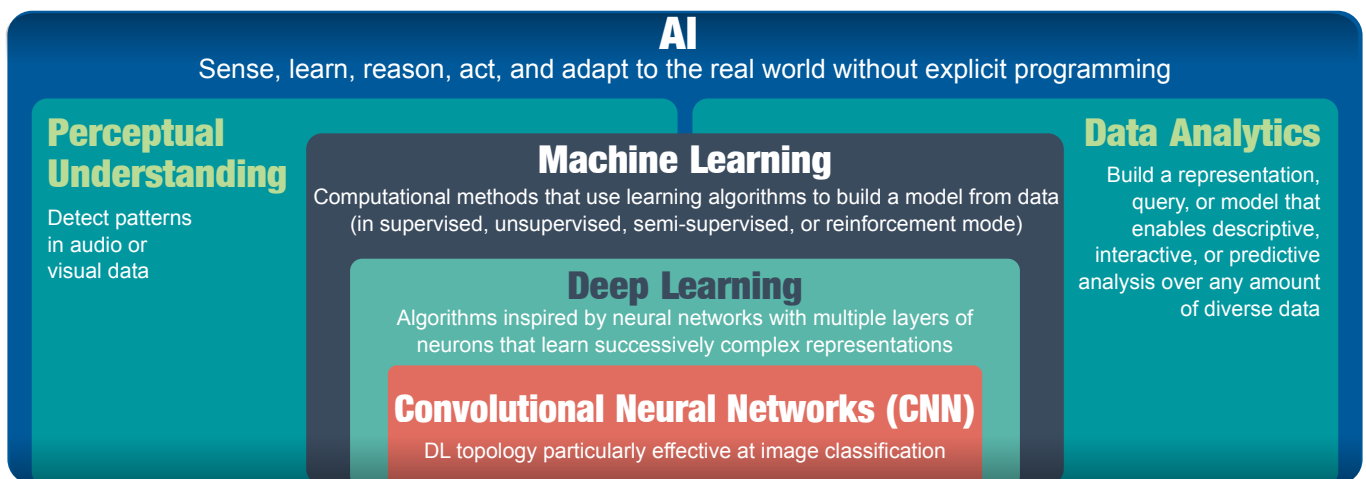 AI
Sense, learn, reason, act, and adapt to the real world without explicit programming
Perceptual
Understanding
Detect patterns
in audio or
visual data
Machine Learning
Computational methods that use learning algorithms to build a model from data
(in supervised, unsupervised, semi-supervised, or reinforcement mode)
Deep Learning
Algorithms inspired by neural networks with multiple layers of
neurons that learn successively complex representations
Convolutional Neural Networks (CNN)
DL topology particularly effective at image classification
Data Analytics
Build a representation,
query, or model that
enables descriptive,
interactive, or predictive
analysis over any amount
of diverse data